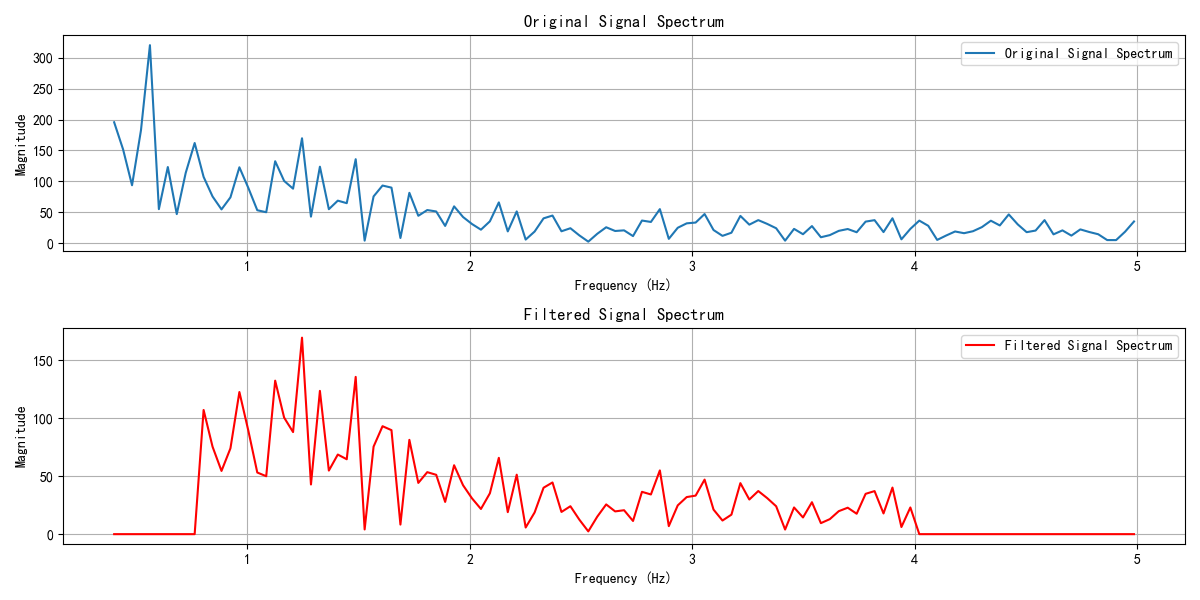 Original Signal Spectrum
Original Signal Spectrum
Magnitude
300
250
200
150
100
50
0
1
2
3
4
5
Frequency (Hz)
Filtered Signal Spectrum
Filtered Signal Spectrum
Magnitude
150
100
50
0
1
2
3
4
5
Frequency (Hz)